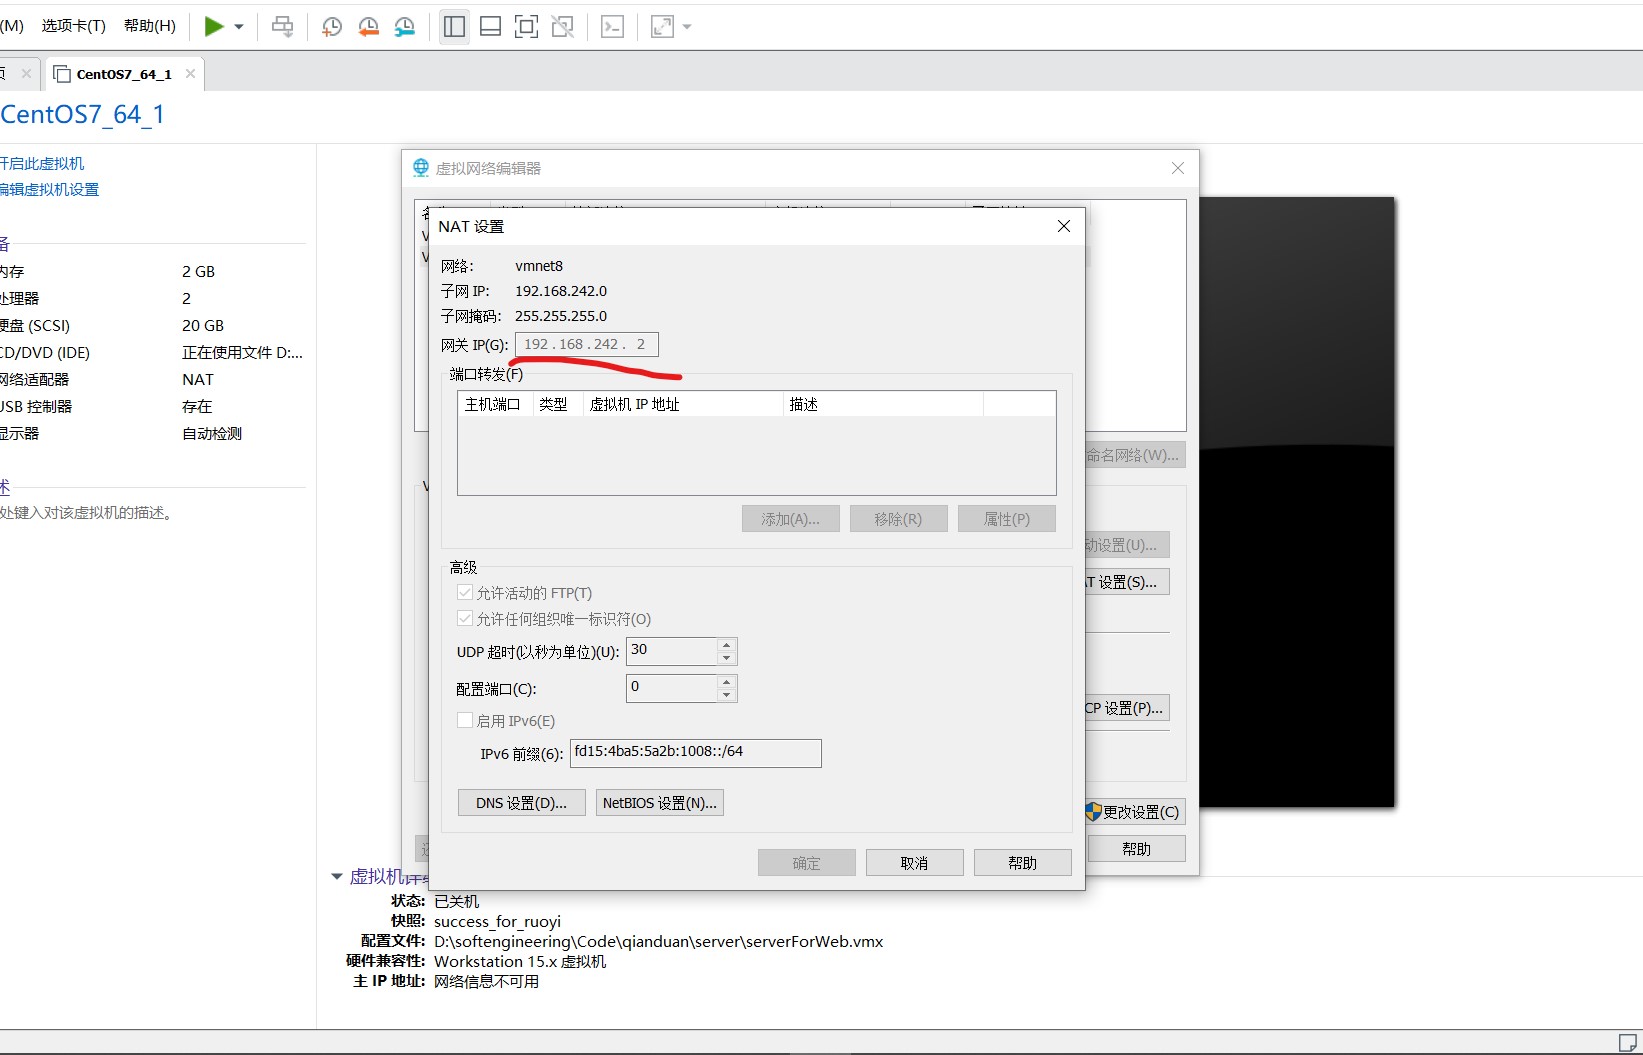 (M) 选项卡(T) 帮助(H)
CentOS7_64_1
CentOS7_64_1
开启此虚拟机
编辑虚拟机设置
备
内存 2 GB
处理器 2
硬盘 (SCSI) 20 GB
CD/DVD (IDE) 正在使用文件 D:...
网络适配器 NAT
USB 控制器 存在
显示器 自动检测
述
处键入对该虚拟机的描述。
虚拟网络编辑器
NAT 设置
网络: vmnet8
子网 IP: 192.168.242.0
子网掩码: 255.255.255.0
网关 IP(G): 192 . 168 . 242 . 2
端口转发(F)
主机端口 类型 虚拟机 IP 地址 描述
添加(A)... 移除(R) 属性(P)
高级
允许活动的 FTP(T)
允许任何组织唯一标识符(O)
UDP 超时(以秒为单位)(U): 30
配置端口(C): 0
启用 IPv6(E)
IPv6 前缀(6): fd15:4ba5:5a2b:1008::/64
DNS 设置(D)... NetBIOS 设置(N)...
确定 取消 帮助
命名网络(W)...
动设置(U)...
AT 设置(S)...
CP 设置(P)...
更改设置(C)
帮助
虚拟机详
状态: 已关机
快照: success_for_ruoyi
配置文件: D:\softengineering\Code\qianduan\server\serverForWeb.vmx
硬件兼容性: Workstation 15.x 虚拟机
主 IP 地址: 网络信息不可用